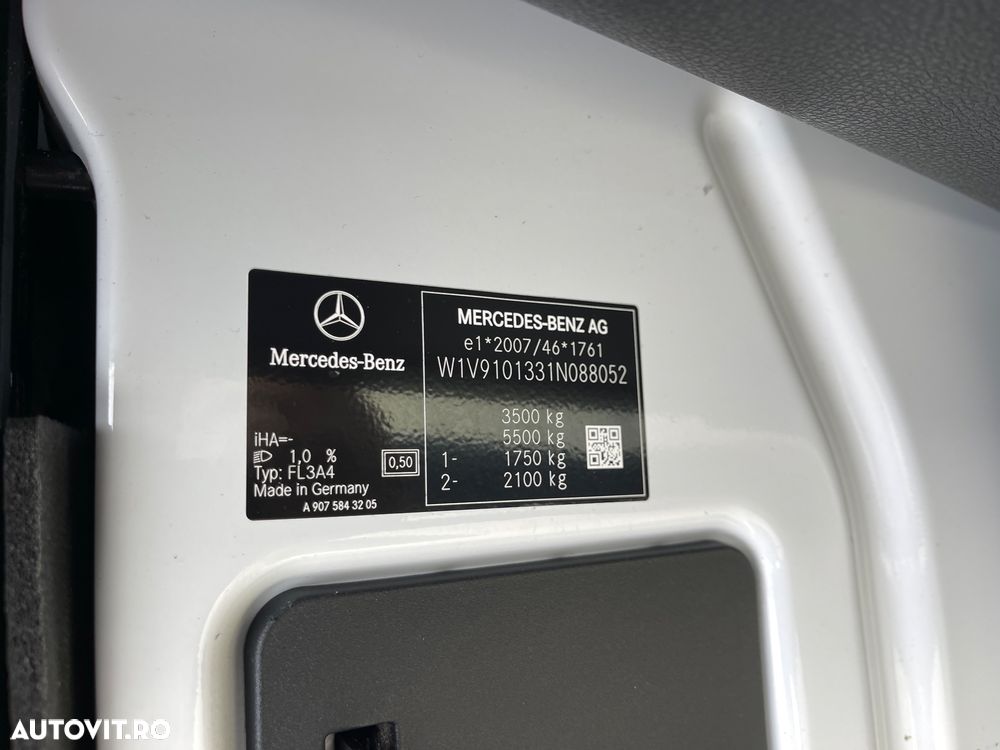 Mercedes-Benz
iHA=-
1,0 %
Typ: FL3A4
Made in Germany
0,50
A 907 584 32 05
MERCEDES-BENZ AG
e1*2007/46*1761
W1V9101331N088052
3500 kg
5500 kg
1- 1750 kg
2- 2100 kg
AUTOVIT.RO